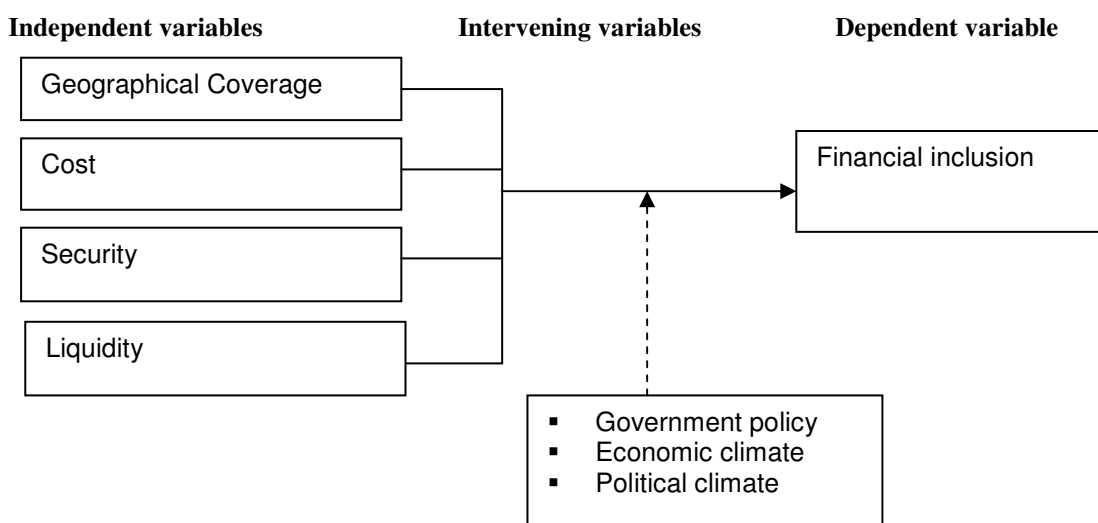 Independent variables
Intervening variables
Dependent variable
Geographical Coverage
Cost
Security
Liquidity
Financial inclusion
▪ Government policy
▪ Economic climate
▪ Political climate